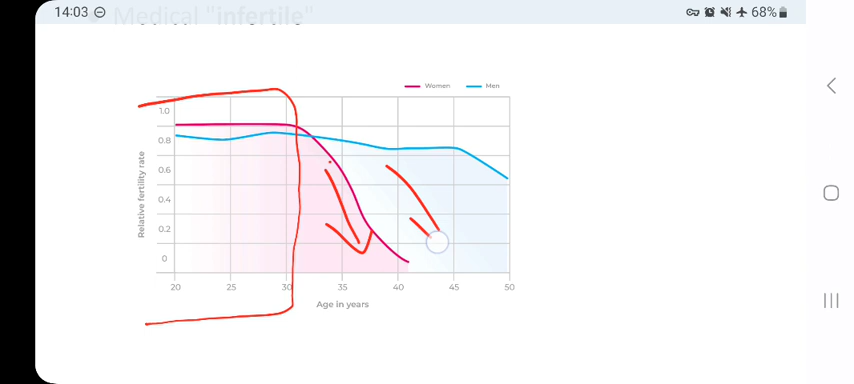 14:03
68%
Medical "infertile"
Women
Men
1.0
0.8
0.6
0.4
0.2
0
Relative fertility rate
20 25 30 35 40 45 50
Age in years